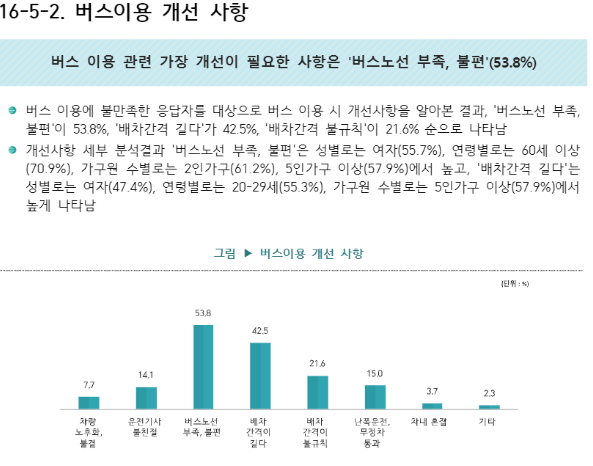 16-5-2. 버스이용 개선 사항
버스 이용 관련 가장 개선이 필요한 사항은 '버스노선 부족, 불편'(53.8%)
버스 이용에 불만족한 응답자를 대상으로 버스 이용 시 개선사항을 알아본 결과, '버스노선 부족,
불편'이 53.8%, '배차간격 길다'가 42.5%, '배차간격 불규칙'이 21.6% 순으로 나타남
개선사항 세부 분석결과 '버스노선 부족, 불편'은 성별로는 여자(55.7%), 연령별로는 60세 이상
(70.9%), 가구원 수별로는 2인가구(61.2%), 5인가구 이상(57.9%)에서 높고, '배차간격 길다'는
성별로는 여자(47.4%), 연령별로는 20-29세(55.3%), 가구원 수별로는 5인가구 이상(57.9%)에서
높게 나타남
그림 ▶ 버스이용 개선 사항
(단위 : %)
7.7 14.1 53.8 42.5 21.6 15.0 3.7 2.3
차량 운전기사 버스노선 배차 배차 난폭운전, 차내 혼잡 기타
노후화, 불친절 부족, 불편 간격이 간격이 무정차
불결 길다 불규칙 통과